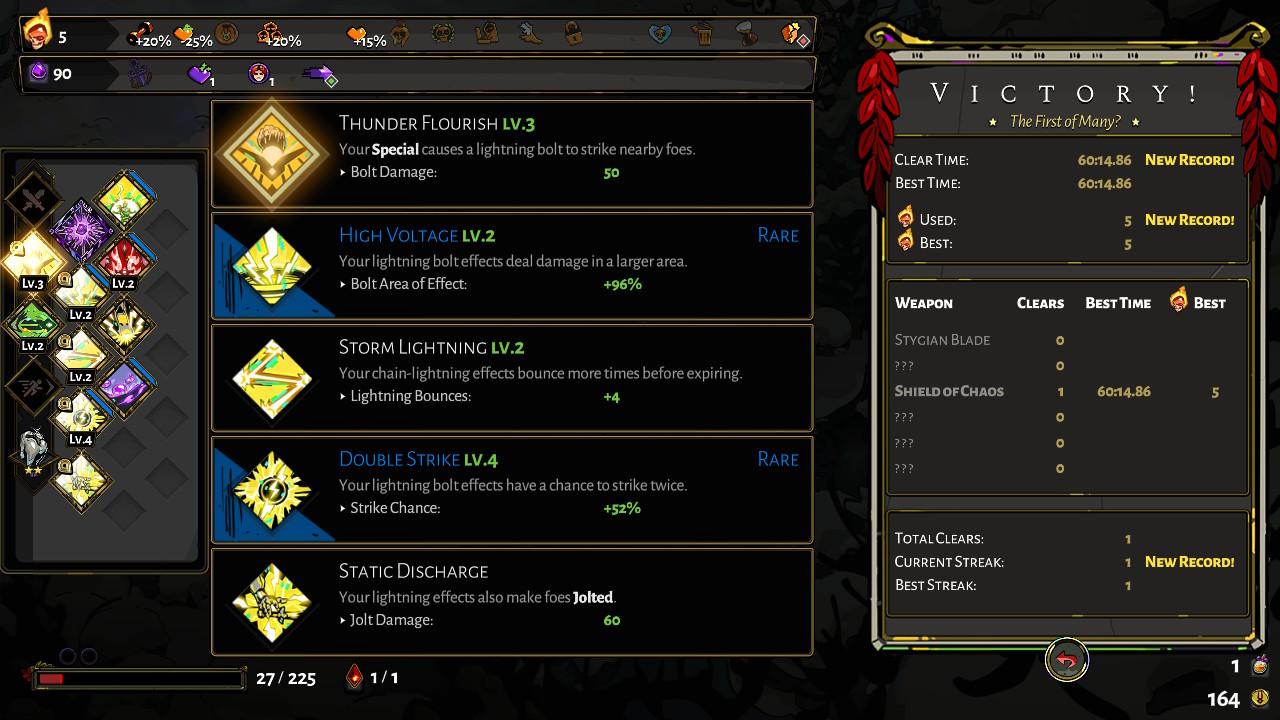 5
+20%
25%
+20%
+15%
90
1
1
THUNDER FLOURISH LV.3
Your Special causes a lightning bolt to strike nearby foes.
Bolt Damage: 50
HIGH VOLTAGE LV.2
RARE
Your lightning bolt effects deal damage in a larger area.
Bolt Area of Effect: +96%
STORM LIGHTNING LV.2
Your chain-lightning effects bounce more times before expiring.
Lightning Bounces: +4
DOUBLE STRIKE LV.4
RARE
Your lightning bolt effects have a chance to strike twice.
Strike Chance: +52%
STATIC DISCHARGE
Your lightning effects also make foes Jolted.
Jolt Damage: 60
Lv.3
Lv.2
Lv.2
Lv.2
Lv.2
Lv.4
27 / 225
1 / 1
VICTORY!
The First of Many?
CLEAR TIME: 60:14.86 NEW RECORD!
BEST TIME: 60:14.86
USED: 5 NEW RECORD!
BEST: 5
WEAPON CLEARS BEST TIME BEST
STYGIAN BLADE 0
??? 0
SHIELD OF CHAOS 1 60:14.86 5
??? 0
??? 0
??? 0
TOTAL CLEARS: 1
CURRENT STREAK: 1 NEW RECORD!
BEST STREAK: 1
1
164